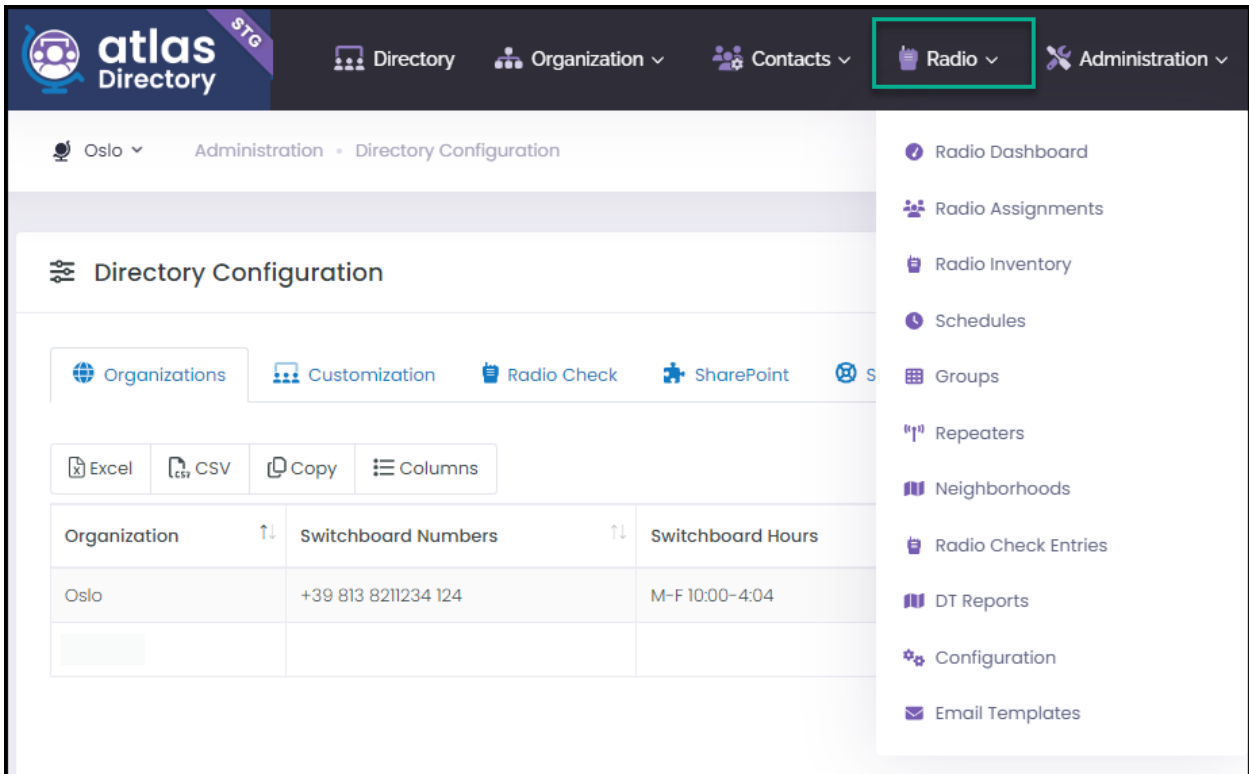 atlas
Directory
STG
Directory
Organization
Contacts
Radio
Administration
Oslo
Administration • Directory Configuration
Radio Dashboard
Radio Assignments
Radio Inventory
Schedules
Groups
Repeaters
Neighborhoods
Radio Check Entries
DT Reports
Configuration
Email Templates
Directory Configuration
Organizations
Customization
Radio Check
SharePoint
S
Excel
CSV
Copy
Columns
Organization
Switchboard Numbers
Switchboard Hours
Oslo
+39 813 8211234 124
M-F 10:00-4:04